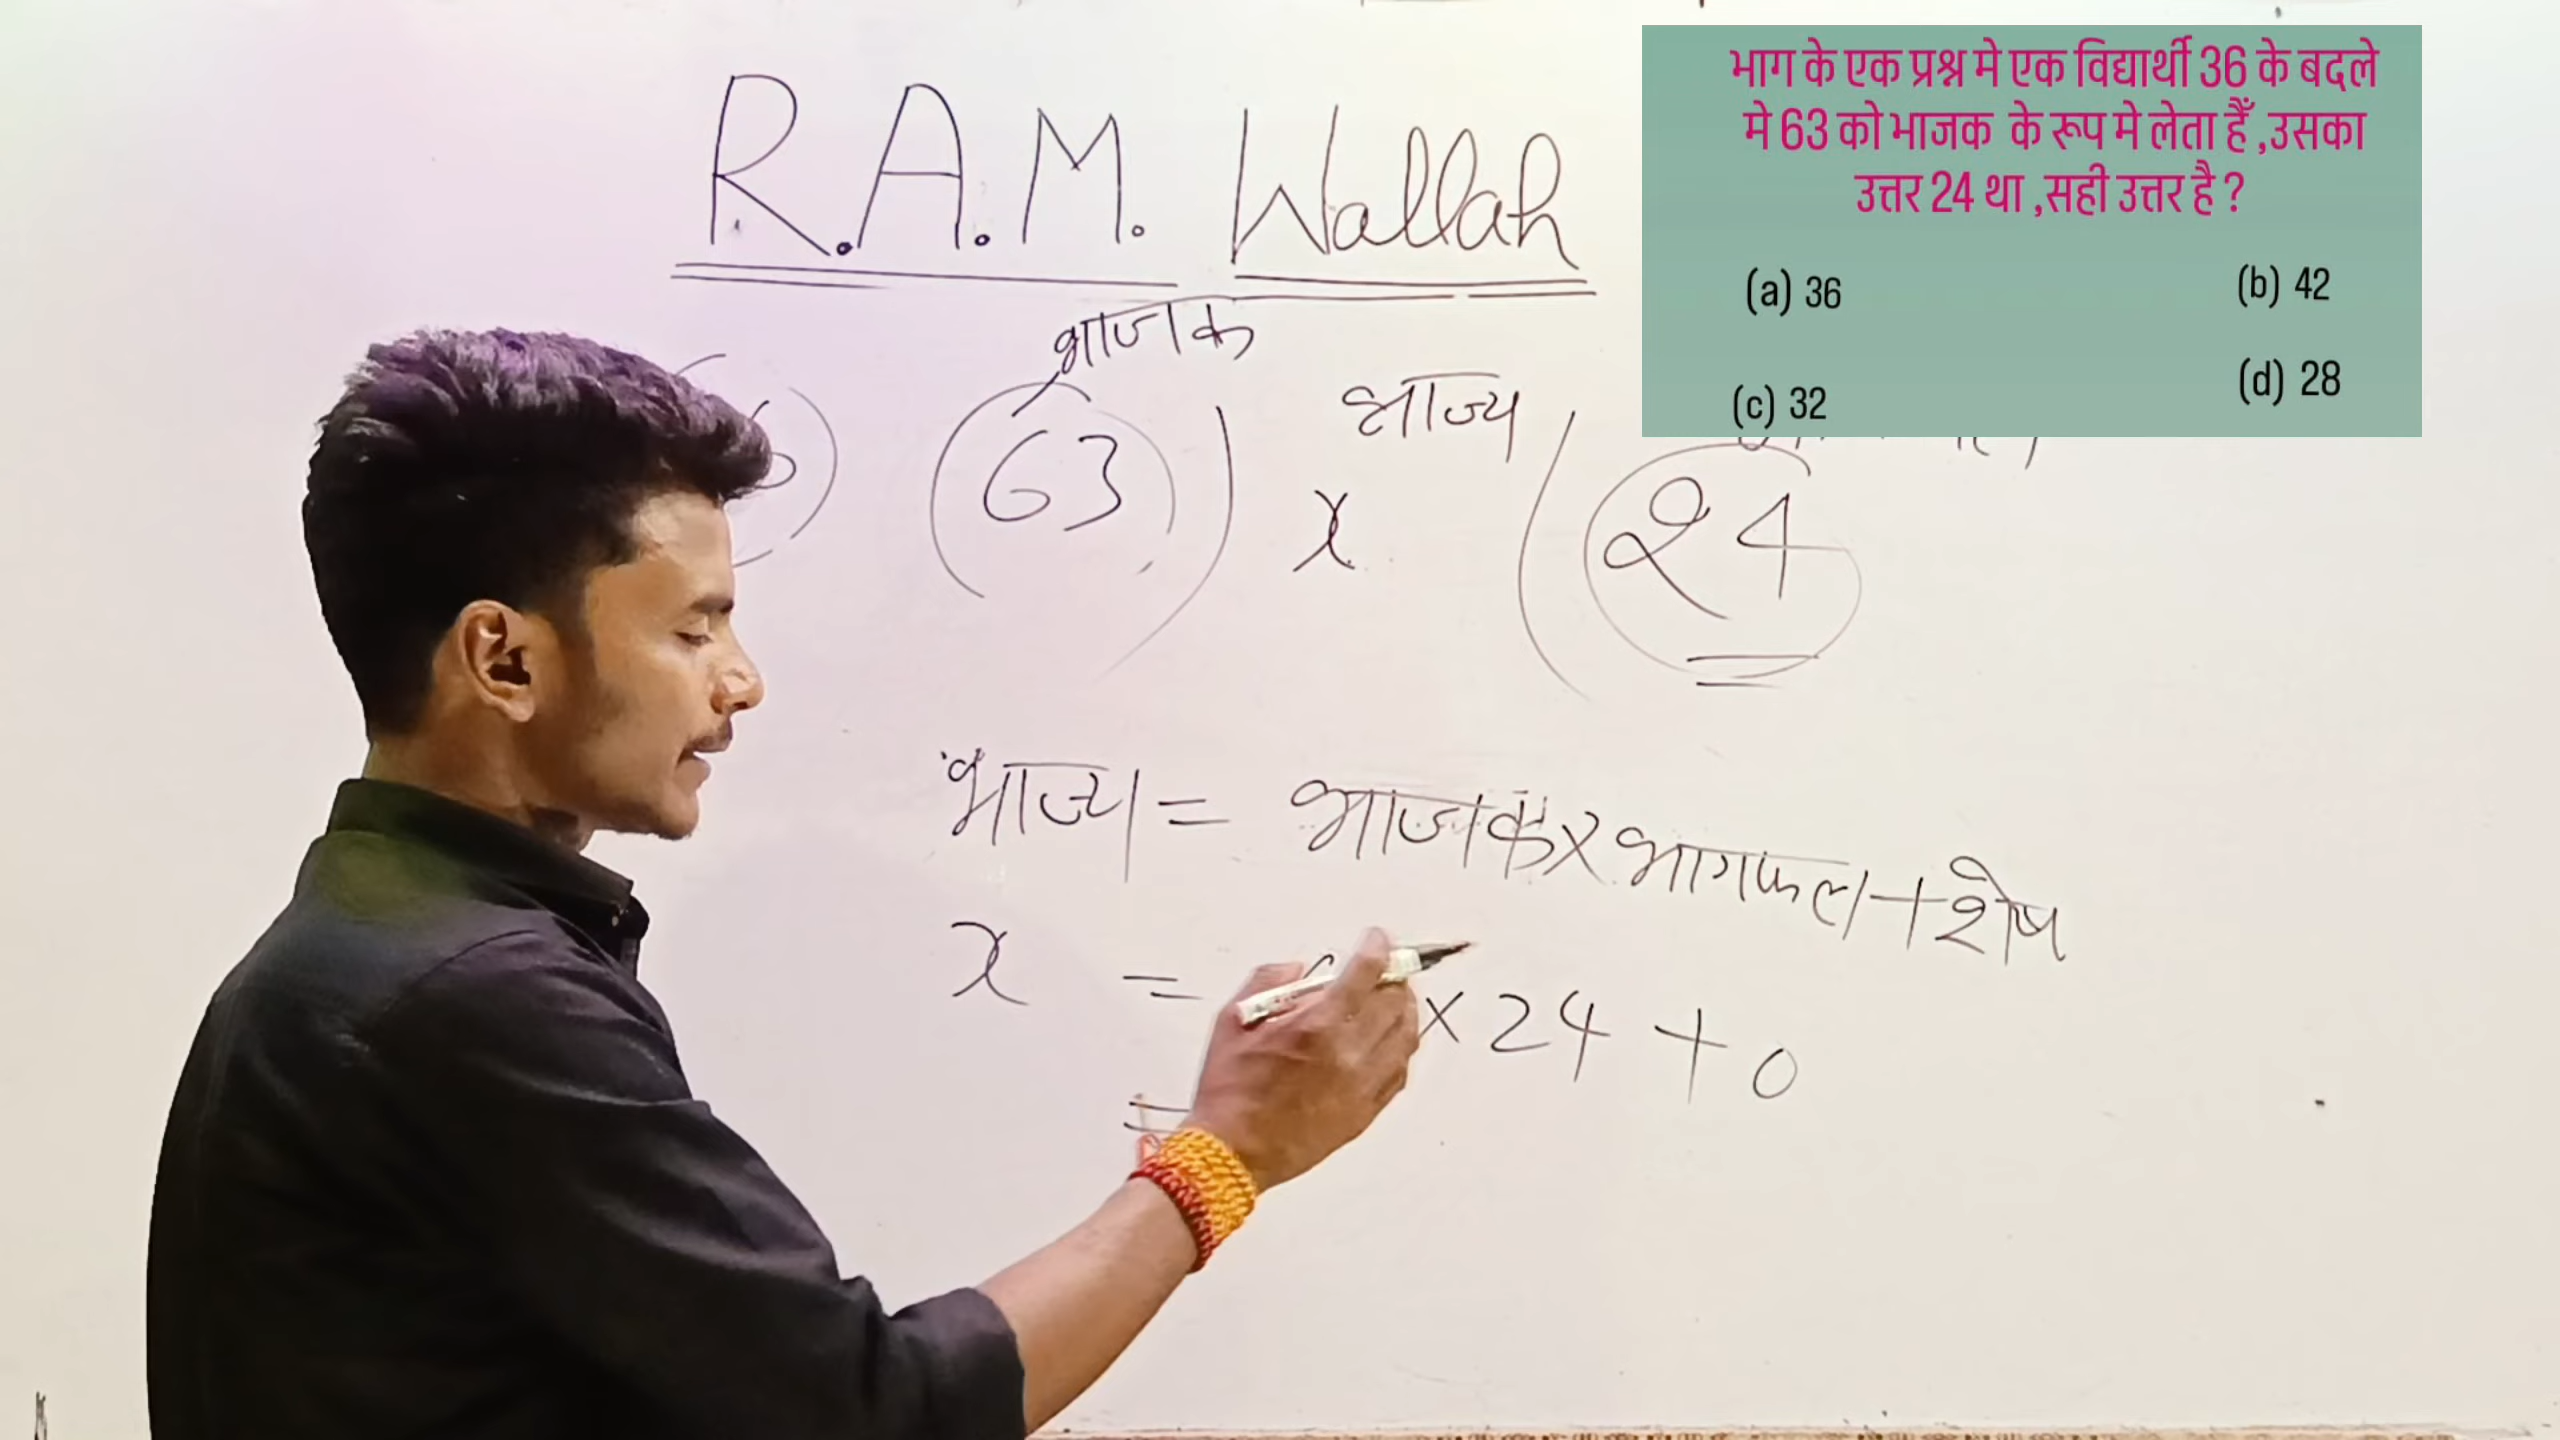 R.A.M. Wallah
भाग के एक प्रश्न मे एक विद्यार्थी 36 के बदले
मे 63 को भाजक के रूप मे लेता हैँ ,उसका
उत्तर 24 था ,सही उत्तर है ?
(a) 36 (b) 42
(c) 32 (d) 28
भाजक
भाज्य
63 ) x ( 24
भाज्य = भाजक × भागफल + शेष
x = × 24 + 0
=